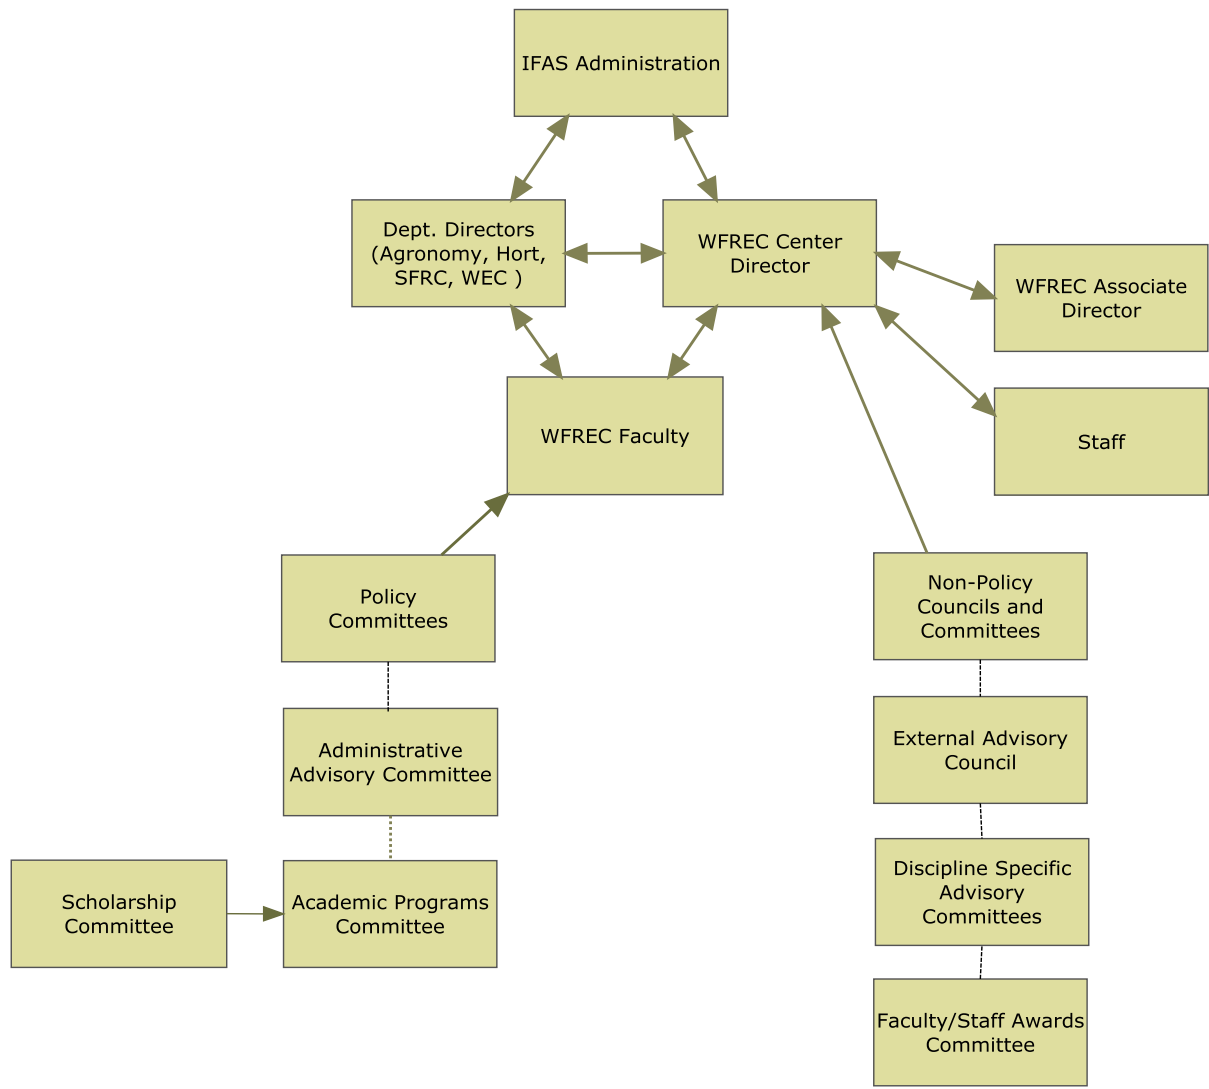 IFAS Administration
Dept. Directors
(Agronomy, Hort,
SFRC, WEC )
WFREC Center
Director
WFREC Associate
Director
WFREC Faculty
Staff
Policy
Committees
Non-Policy
Councils and
Committees
Administrative
Advisory Committee
External Advisory
Council
Scholarship
Committee
Academic Programs
Committee
Discipline Specific
Advisory
Committees
Faculty/Staff Awards
Committee